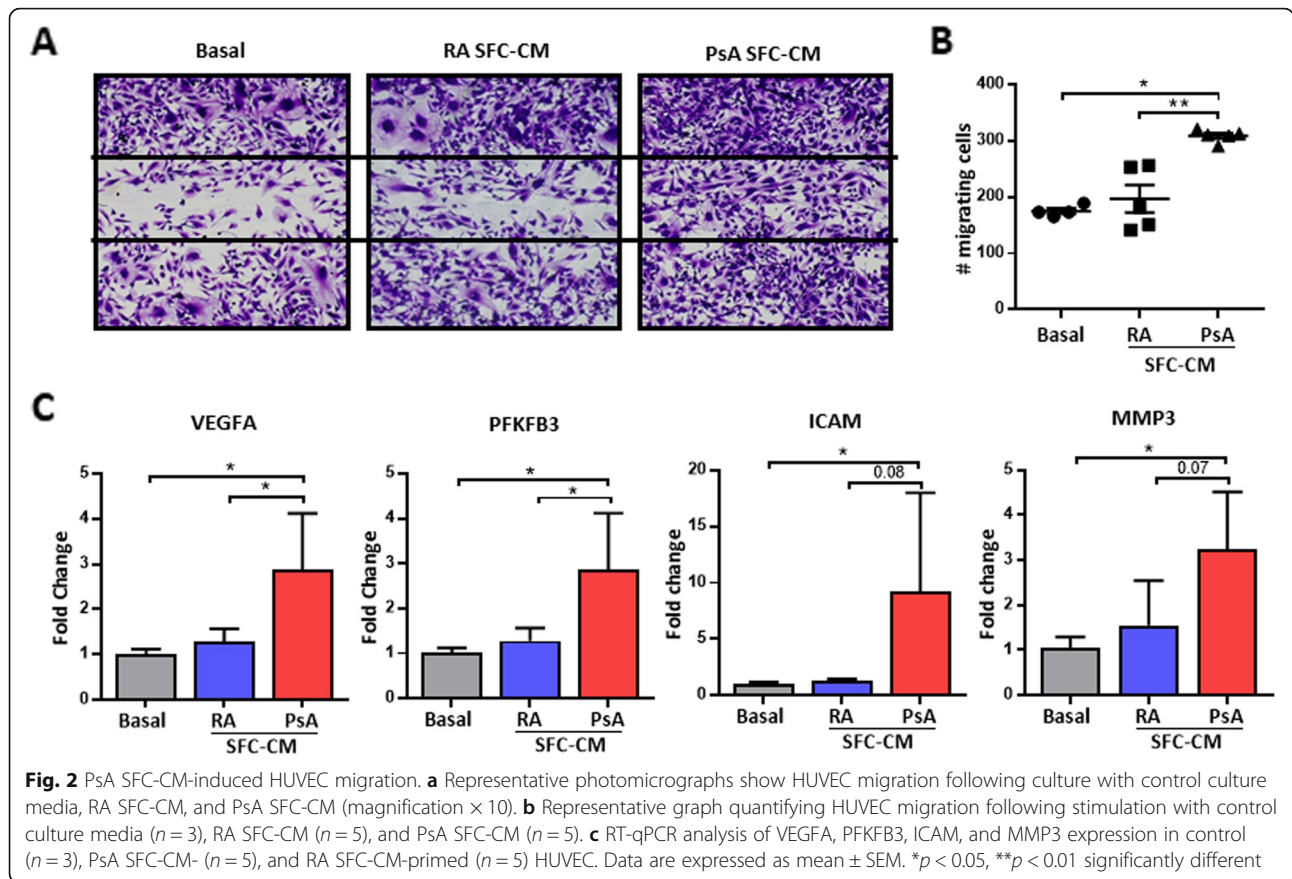 A
Basal
RA SFC-CM
PsA SFC-CM
B
# migrating cells
400
300
200
100
0
*
**
Basal
RA
PsA
SFC-CM
C
VEGFA
Fold Change
5
4
3
2
1
0
*
*
Basal
RA
PsA
SFC-CM
PFKFB3
Fold Change
5
4
3
2
1
0
*
*
Basal
RA
PsA
SFC-CM
ICAM
Fold change
20
15
10
5
0
*
0.08
Basal
RA
PsA
SFC-CM
MMP3
Fold Change
5
4
3
2
1
0
*
0.07
Basal
RA
PsA
SFC-CM
Fig. 2 PsA SFC-CM-induced HUVEC migration. a Representative photomicrographs show HUVEC migration following culture with control culture
media, RA SFC-CM, and PsA SFC-CM (magnification × 10). b Representative graph quantifying HUVEC migration following stimulation with control
culture media (n = 3), RA SFC-CM (n = 5), and PsA SFC-CM (n = 5). c RT-qPCR analysis of VEGFA, PFKFB3, ICAM, and MMP3 expression in control
(n = 3), PsA SFC-CM- (n = 5), and RA SFC-CM-primed (n = 5) HUVEC. Data are expressed as mean ± SEM. *p < 0.05, **p < 0.01 significantly different